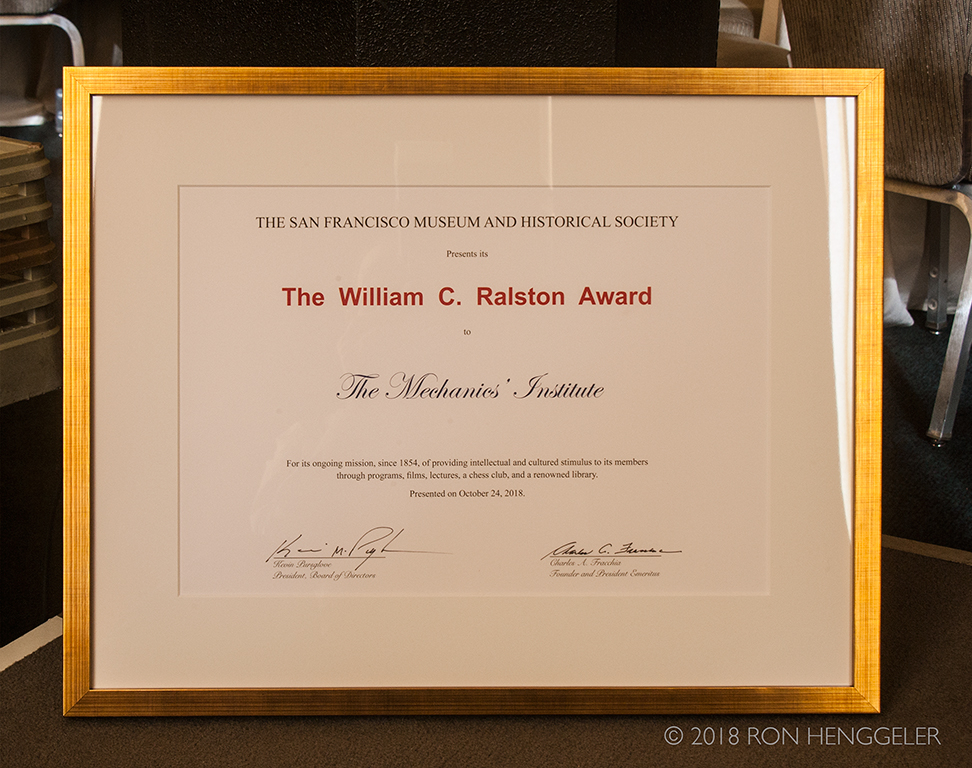 THE SAN FRANCISCO MUSEUM AND HISTORICAL SOCIETY
Presents its
The William C. Ralston Award
to
The Mechanics' Institute
For its ongoing mission, since 1854, of providing intellectual and cultured stimulus to its members
through programs, films, lectures, a chess club, and a renowned library.
Presented on October 24, 2018.
Kevin Pursglove
President, Board of Directors
Charles A. Fracchia
Founder and President Emeritus
© 2018 RON HENGGELER